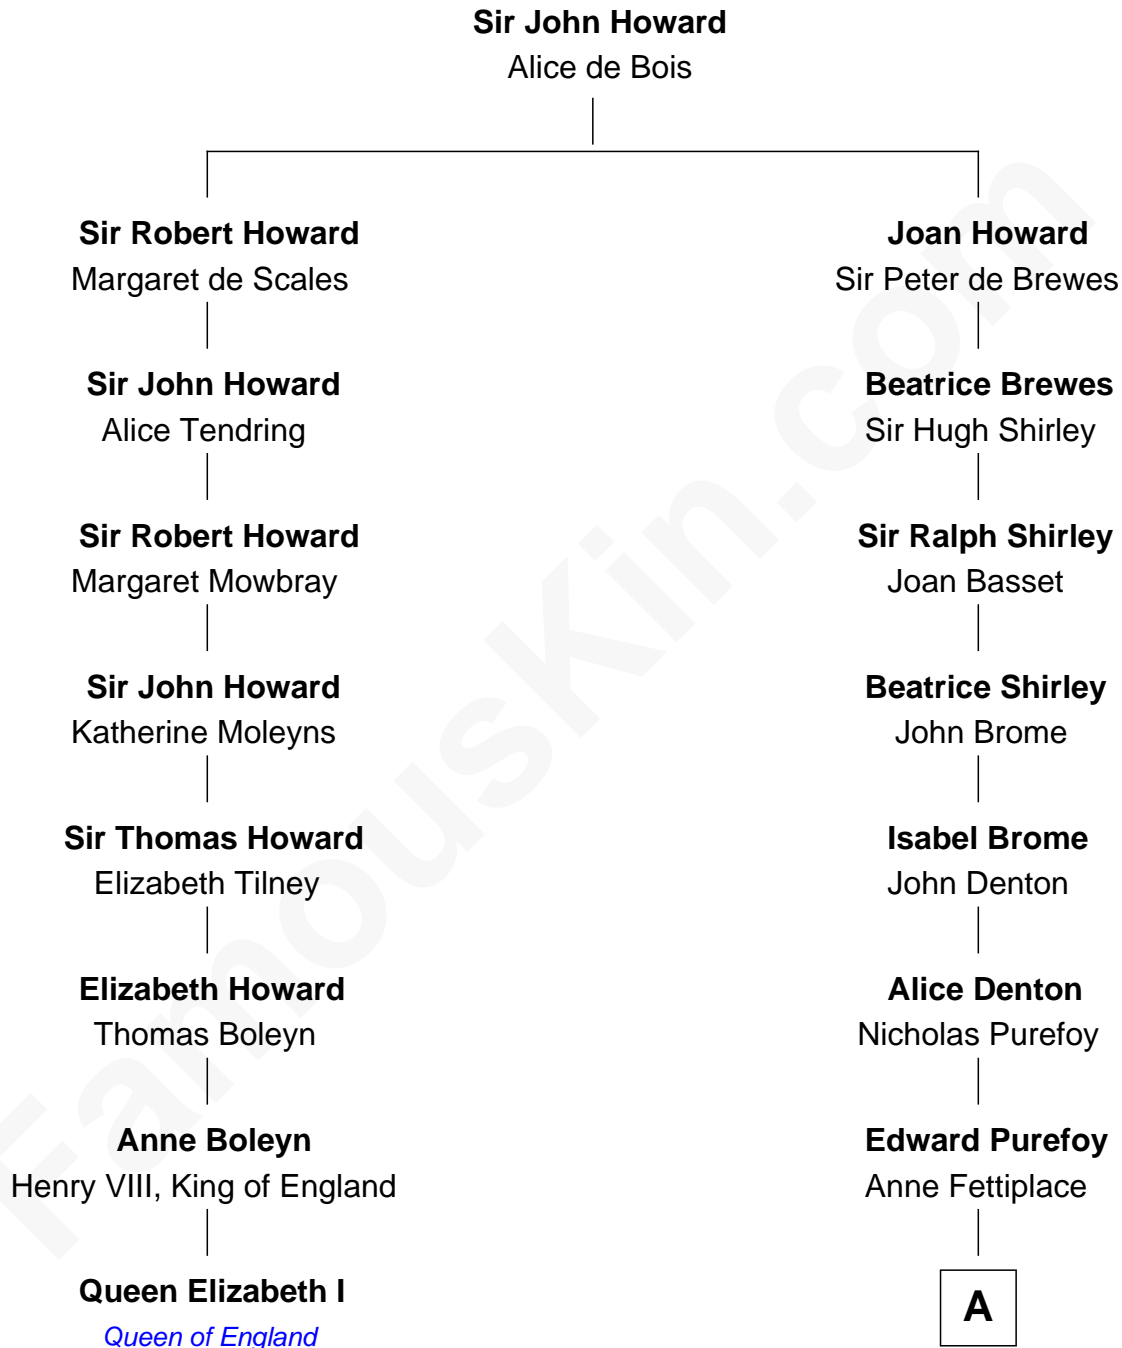 Sir John Howard
Alice de Bois
Sir Robert Howard
Margaret de Scales
Joan Howard
Sir Peter de Brewes
Sir John Howard
Alice Tendring
Beatrice Brewes
Sir Hugh Shirley
Sir Robert Howard
Margaret Mowbray
Sir Ralph Shirley
Joan Basset
Sir John Howard
Katherine Moleyns
Beatrice Shirley
John Brome
Sir Thomas Howard
Elizabeth Tilney
Isabel Brome
John Denton
Elizabeth Howard
Thomas Boleyn
Alice Denton
Nicholas Purefoy
Anne Boleyn
Henry VIII, King of England
Edward Purefoy
Anne Fettiplace
Queen Elizabeth I
Queen of England
A
FamousKin.com